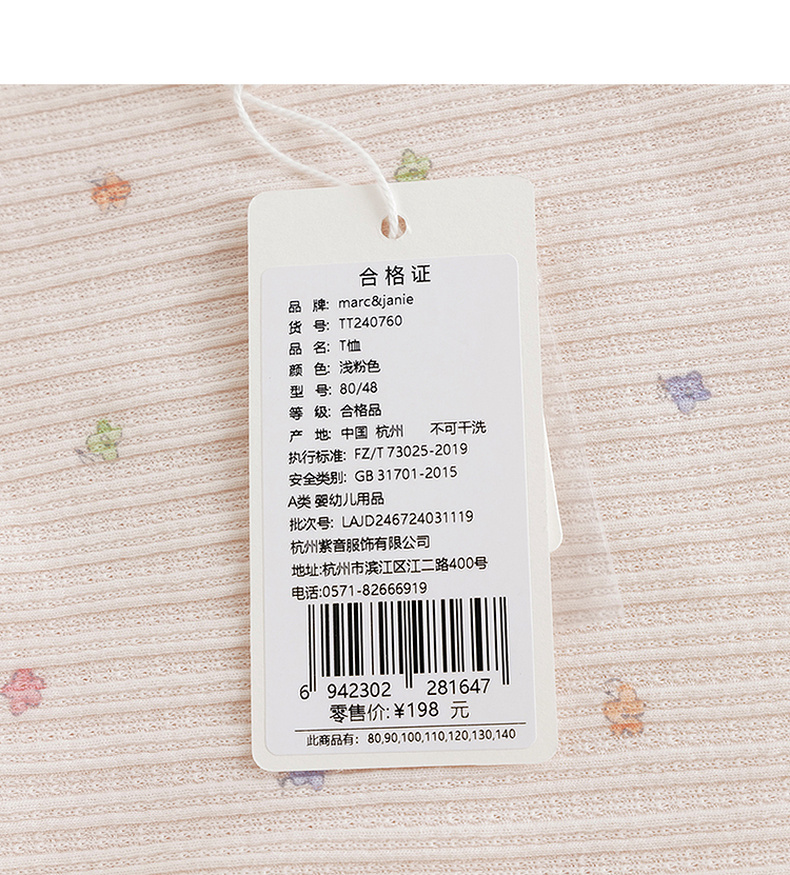 合格证
品 牌: marc&janie
货 号: TT240760
品 名: T恤
颜 色: 浅粉色
型 号: 80/48
等 级: 合格品
产 地: 中国 杭州 不可干洗
执行标准: FZ/T 73025-2019
安全类别: GB 31701-2015
A类 婴幼儿用品
批次号: LAJD246724031119
杭州紫音服饰有限公司
地址:杭州市滨江区江二路400号
电话:0571-82666919
6 942302 281647
零售价:¥198 元
此商品有: 80,90,100,110,120,130,140